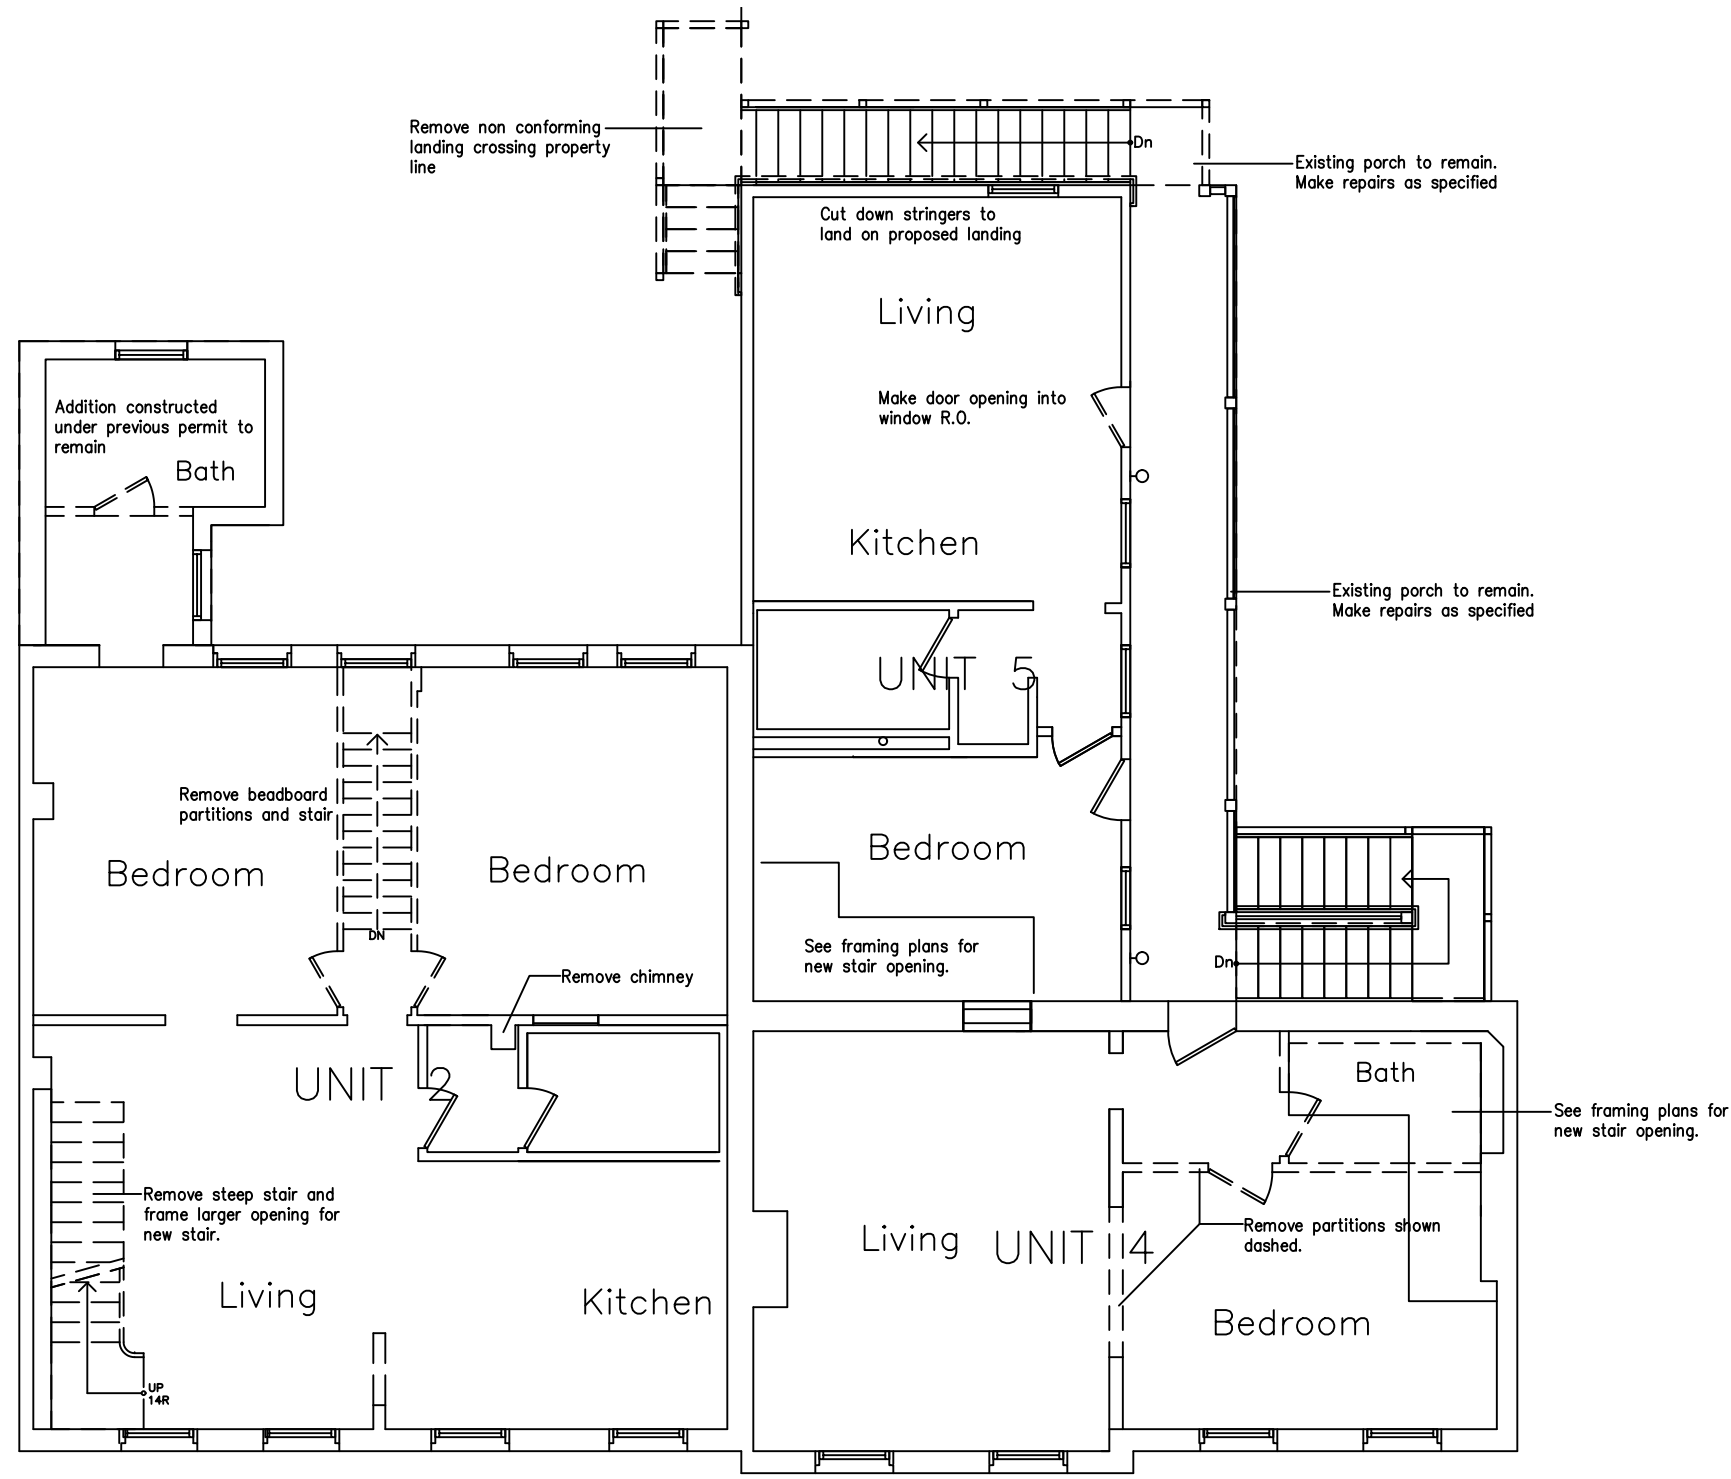 Remove non conforming
landing crossing property
line
Dn
Existing porch to remain.
Make repairs as specified
Cut down stringers to
land on proposed landing
Living
Make door opening into
window R.O.
Addition constructed
under previous permit to
remain
Bath
Kitchen
Existing porch to remain.
Make repairs as specified
UNIT 5
Remove beadboard
partitions and stair
Bedroom
Bedroom
Bedroom
DN
See framing plans for
new stair opening.
Dn
Remove chimney
UNIT 2
Bath
See framing plans for
new stair opening.
Remove steep stair and
frame larger opening for
new stair.
Living
UNIT 4
Remove partitions shown
dashed.
Living
Kitchen
Bedroom
UP
14R